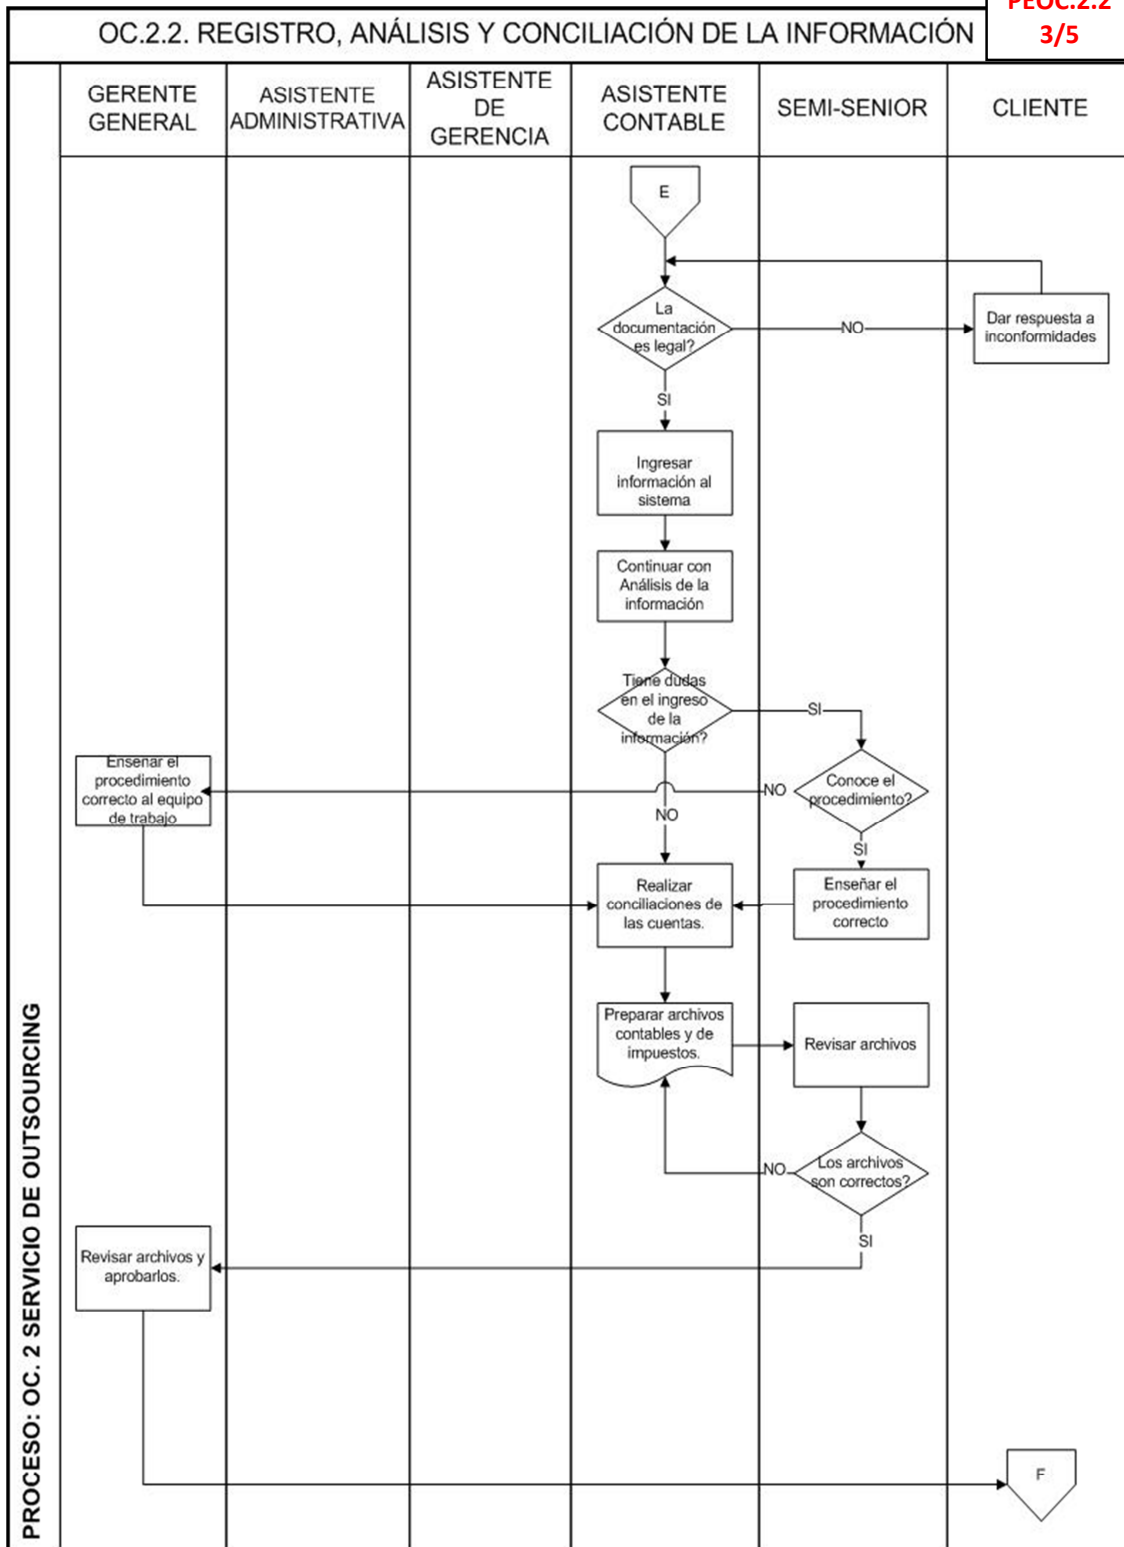 PEOC.2.2
3/5
OC.2.2. REGISTRO, ANÁLISIS Y CONCILIACIÓN DE LA INFORMACIÓN
GERENTE
GENERAL
ASISTENTE
ADMINISTRATIVA
ASISTENTE
DE
GERENCIA
ASISTENTE
CONTABLE
SEMI-SENIOR
CLIENTE
E
La
documentación
es legal?
NO
Dar respuesta a
inconformidades
SI
Ingresar
información al
sistema
Continuar con
Análisis de la
información
Tiene dudas
en el ingreso
de la
información?
SI
Conoce el
procedimiento?
NO
Enseñar el
procedimiento
correcto al equipo
de trabajo
NO
SI
Realizar
conciliaciones de
las cuentas.
Enseñar el
procedimiento
correcto
Preparar archivos
contables y de
impuestos.
Revisar archivos
Los archivos
son correctos?
NO
SI
Revisar archivos y
aprobarlos.
F
PROCESO: OC. 2 SERVICIO DE OUTSOURCING